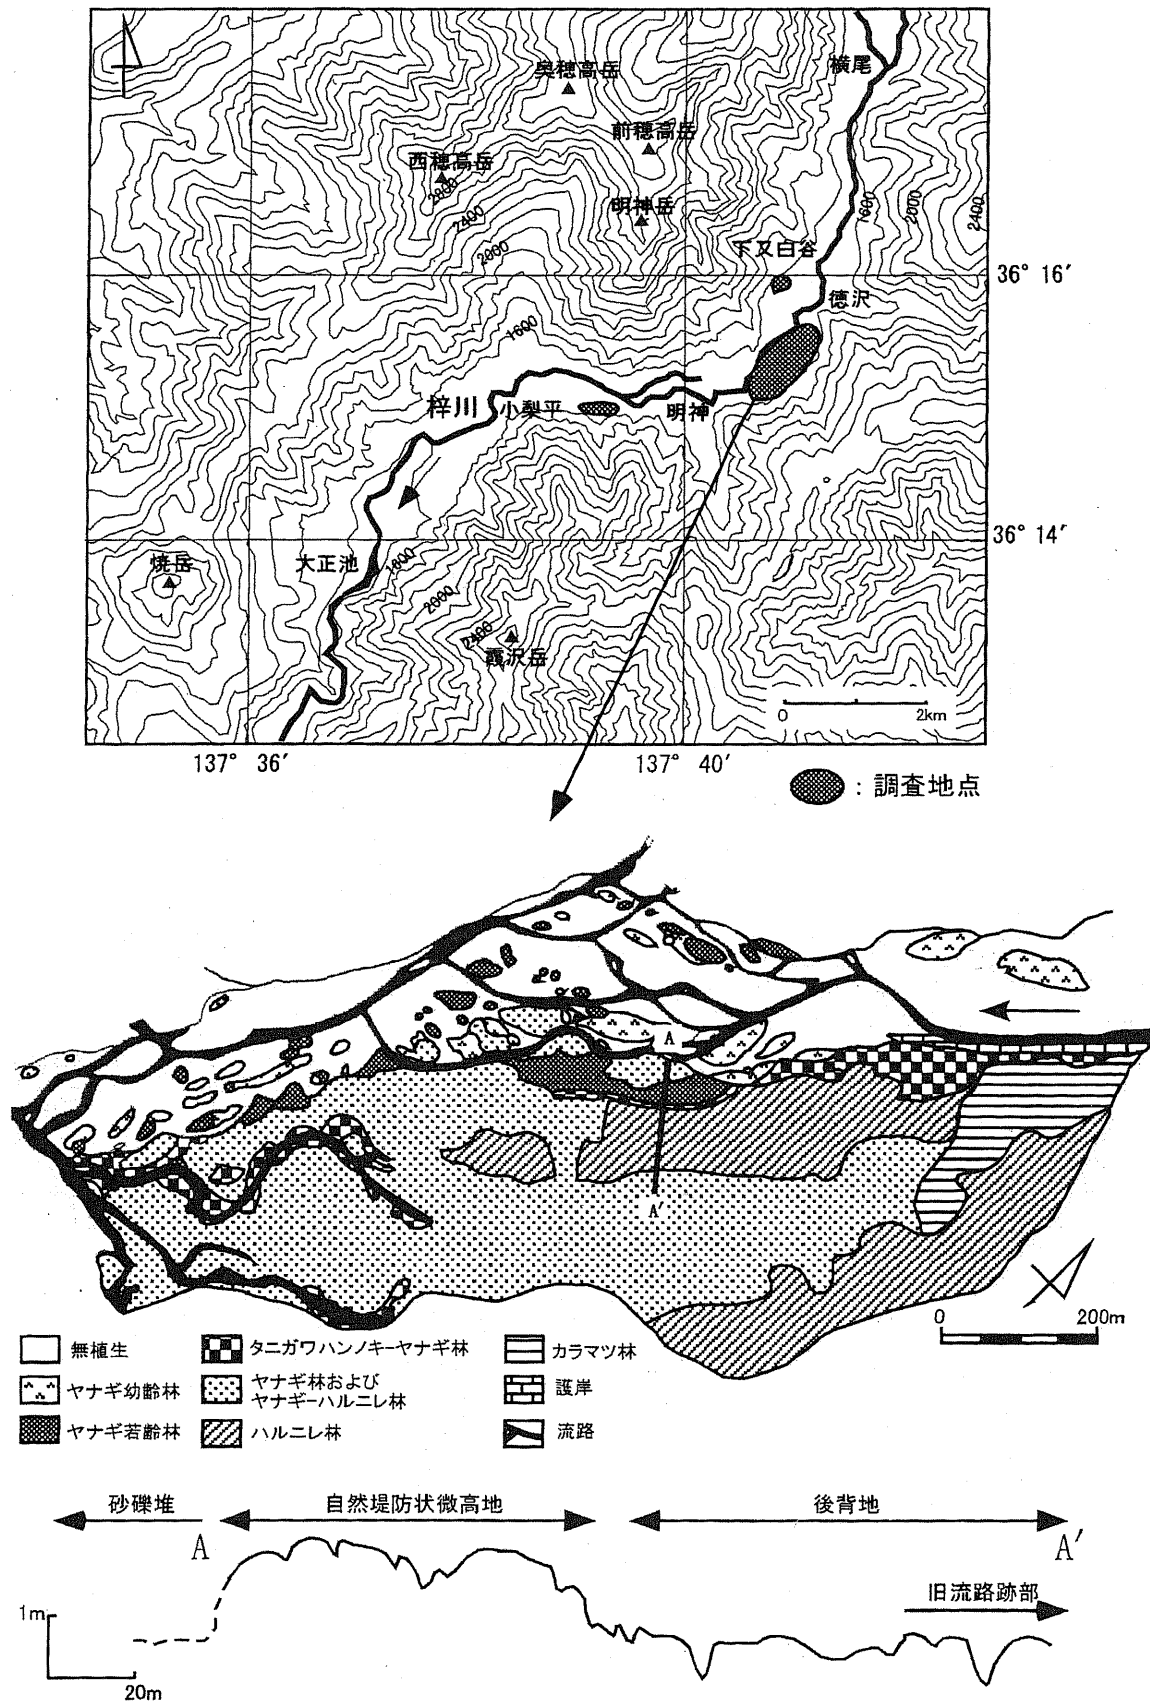 奥穂高岳
横尾
前穂高岳
西穂高岳
2800
2400
2000
明神岳
1600
2000
2400
下又白谷
36° 16′
徳沢
1600
梓川
小梨平
明神
36° 14′
焼岳
大正池
1600
2000
2400
霞沢岳
0
2km
137° 36′
137° 40′
：調査地点
A
A′
0
200m
無植生
タニガワハンノキ−ヤナギ林
カラマツ林
ヤナギ幼齢林
ヤナギ林および
ヤナギ−ハルニレ林
護岸
ヤナギ若齢林
ハルニレ林
流路
砂礫堆
自然堤防状微高地
後背地
A
A′
旧流路跡部
1m
20m